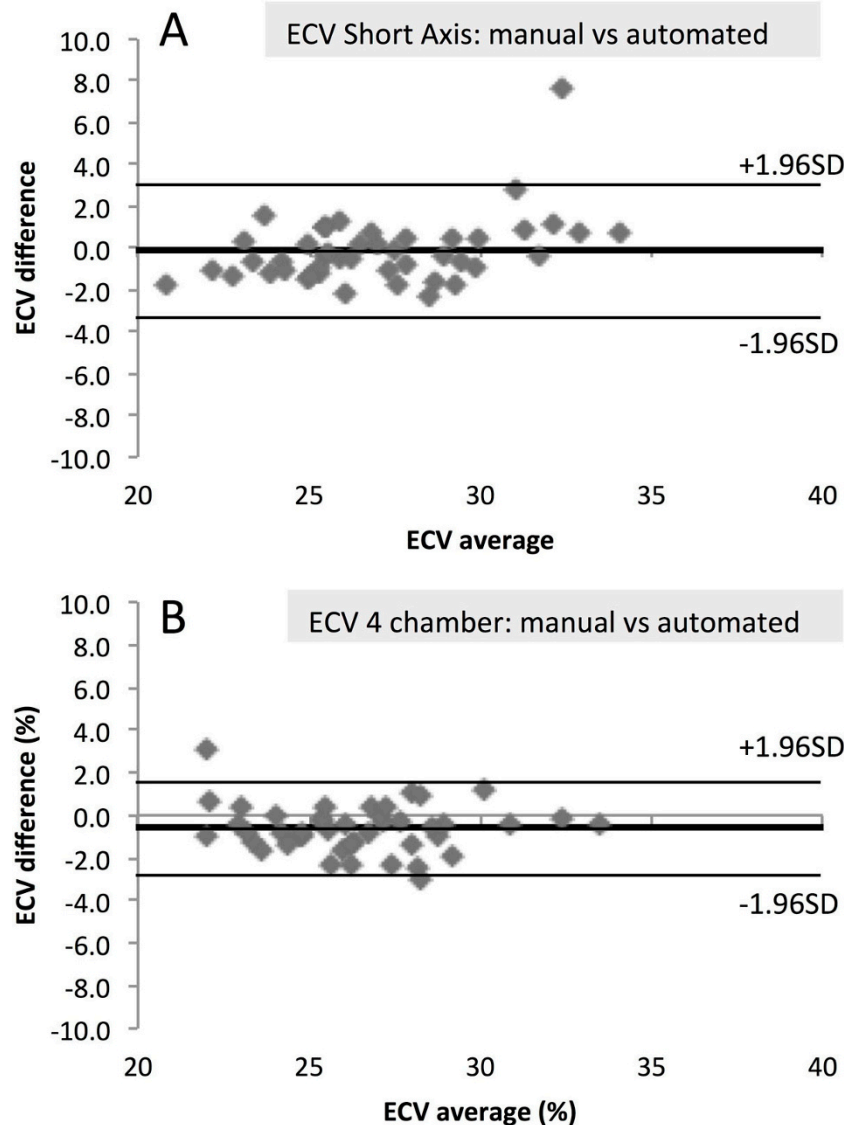 A
ECV Short Axis: manual vs automated
10.0
8.0
6.0
4.0
2.0
0.0
-2.0
-4.0
-6.0
-8.0
-10.0
ECV difference
+1.96SD
-1.96SD
20 25 30 35 40
ECV average
B
ECV 4 chamber: manual vs automated
10.0
8.0
6.0
4.0
2.0
0.0
-2.0
-4.0
-6.0
-8.0
-10.0
ECV difference (%)
+1.96SD
-1.96SD
20 25 30 35 40
ECV average (%)